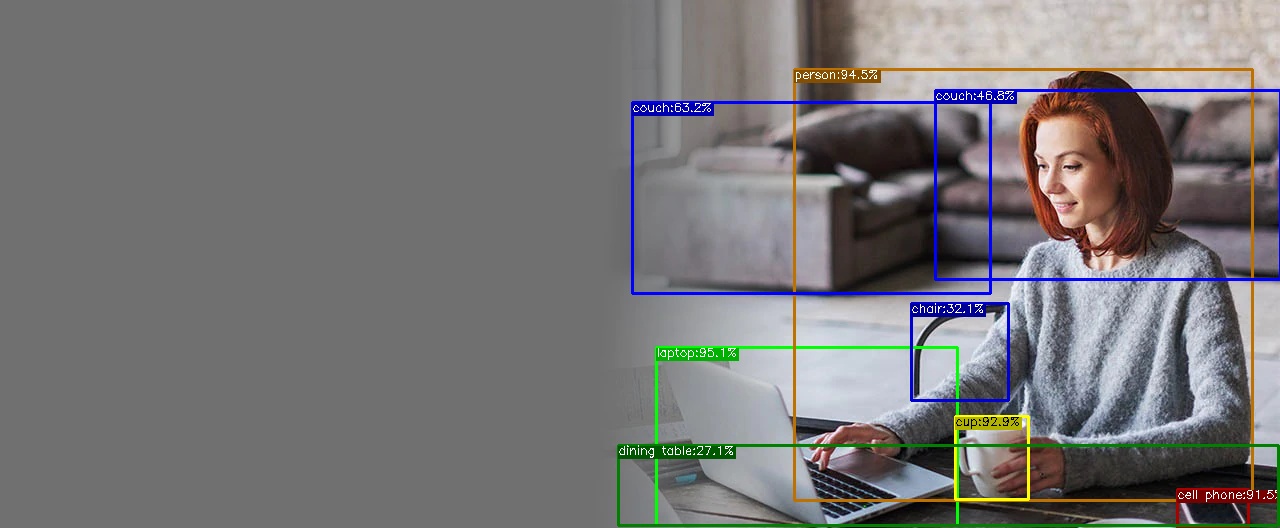 person:94.5%
couch:46.8%
couch:63.2%
chair:32.1%
laptop:95.1%
cup:92.9%
dining table:27.1%
cell phone:91.5